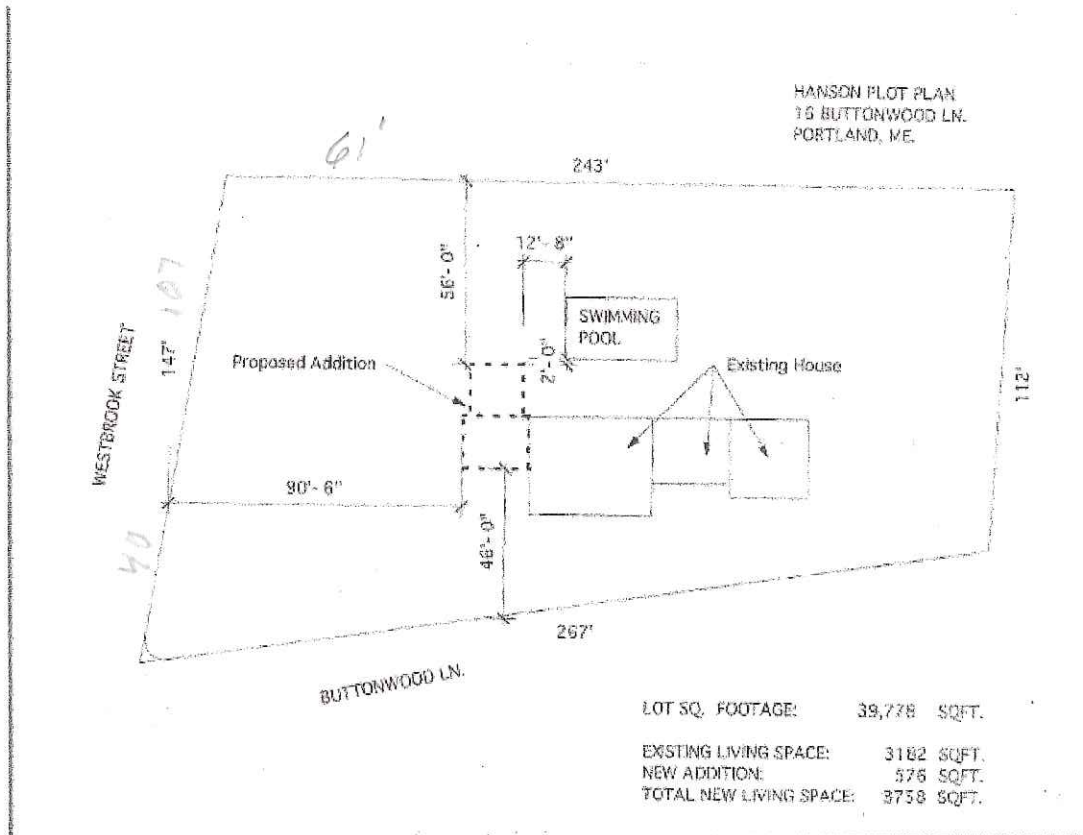 HANSON PLOT PLAN
16 BUTTONWOOD LN.
PORTLAND, ME.
61'
243'
12'- 8"
56'- 0"
SWIMMING
POOL
107
147'
WESTBROOK STREET
Proposed Addition
2'- 0"
Existing House
112'
90'- 6"
46'- 0"
40
267'
BUTTONWOOD LN.
LOT SQ. FOOTAGE: 39,778 SQFT.
EXISTING LIVING SPACE: 3182 SQFT.
NEW ADDITION: 576 SQFT.
TOTAL NEW LIVING SPACE: 3758 SQFT.